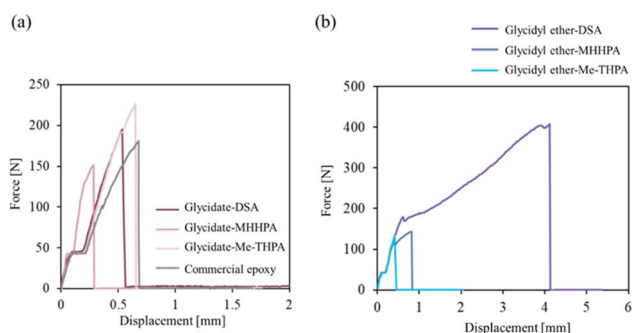 (a)
250
200
150
100
50
0
Force [N]
Glycidate-DSA
Glycidate-MHHPA
Glycidate-Me-THPA
Commercial epoxy
0
0.5
1
1.5
2
Displacement [mm]
(b)
Glycidyl ether-DSA
Glycidyl ether-MHHPA
Glycidyl ether-Me-THPA
500
400
300
200
100
0
Force [N]
0
1
2
3
4
5
6
Displacement [mm]